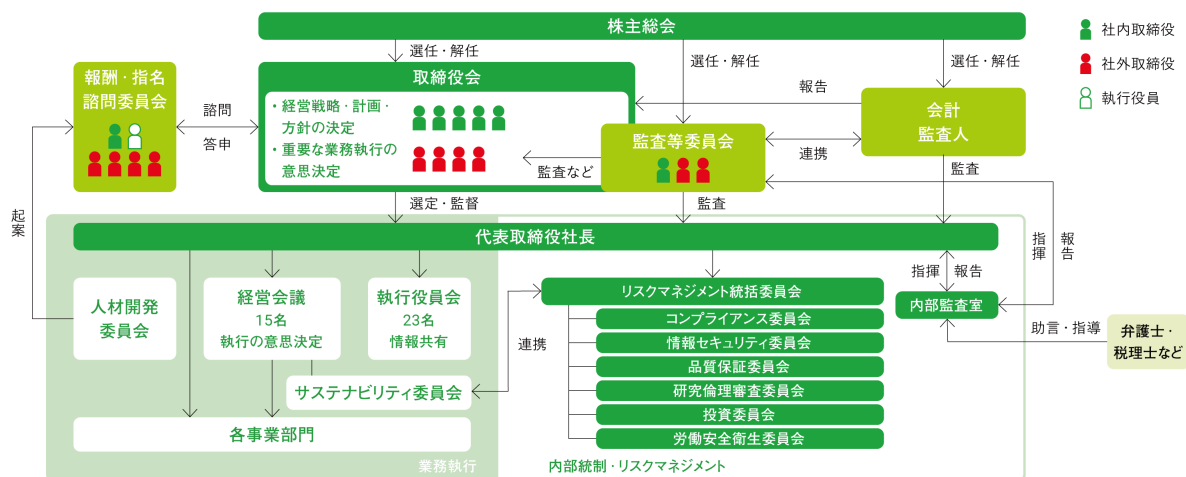 株主総会
社内取締役
社外取締役
執行役員
選任・解任
選任・解任
選任・解任
報酬・指名
諮問委員会
諮問
答申
取締役会
・経営戦略・計画・
方針の決定
・重要な業務執行の
意思決定
報告
会計
監査人
監査等委員会
連携
監査など
監査
選定・監督
監査
起案
代表取締役社長
指揮
報告
人材開発
委員会
経営会議
15名
執行の意思決定
執行役員会
23名
情報共有
サステナビリティ委員会
各事業部門
業務執行
連携
リスクマネジメント統括委員会
コンプライアンス委員会
情報セキュリティ委員会
品質保証委員会
研究倫理審査委員会
投資委員会
労働安全衛生委員会
内部統制・リスクマネジメント
指揮
報告
内部監査室
助言・指導
弁護士・
税理士など